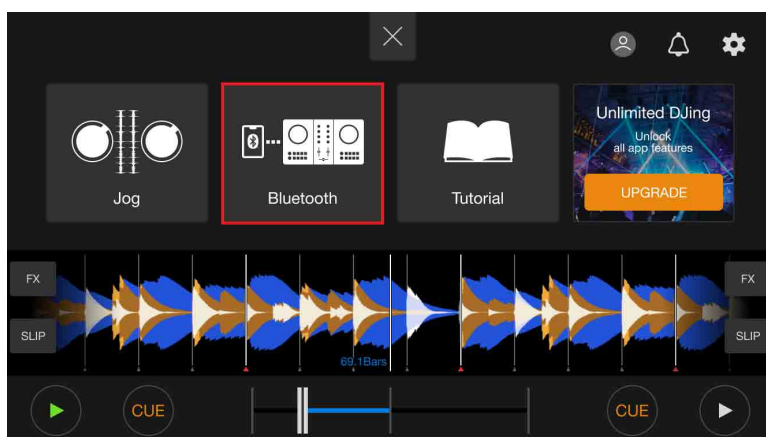 Jog
Bluetooth
Tutorial
Unlimited DJing
Unlock
all app features
UPGRADE
FX
FX
SLIP
SLIP
69.1Bars
CUE
CUE